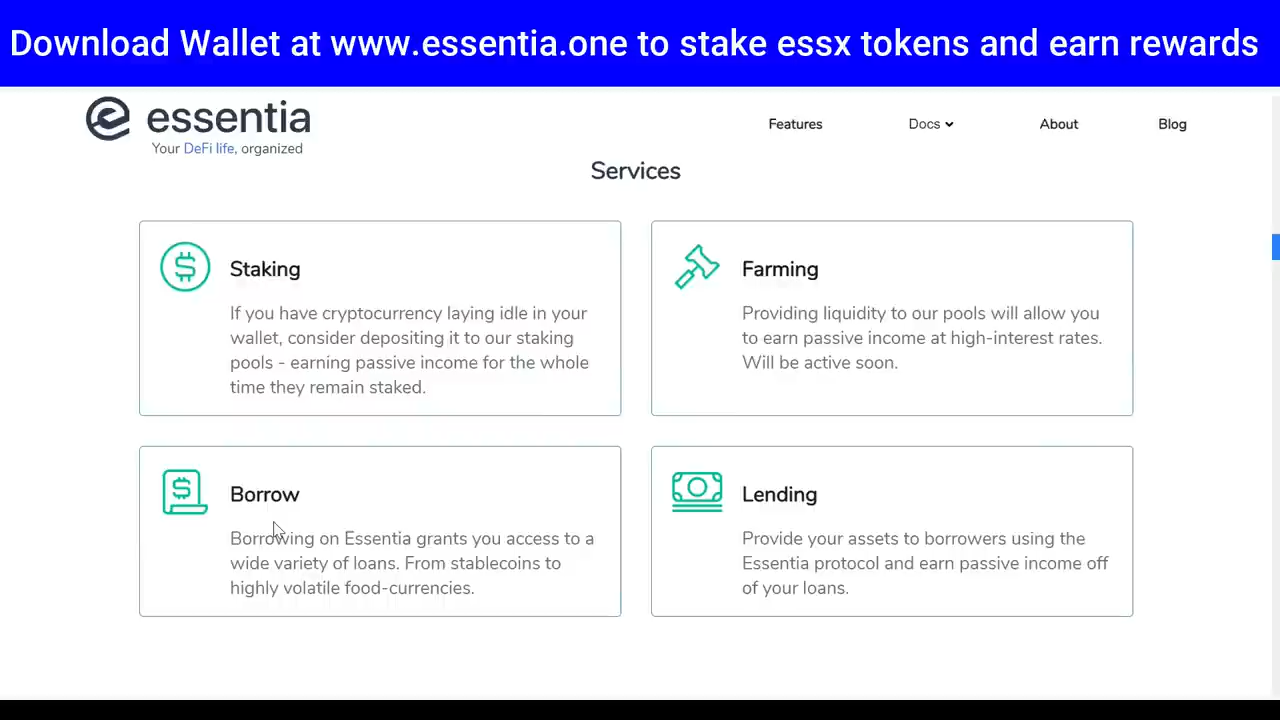 Download Wallet at www.essentia.one to stake essx tokens and earn rewards
essentia
Your DeFi life, organized
Features
Docs
About
Blog
Services
Staking
If you have cryptocurrency laying idle in your
wallet, consider depositing it to our staking
pools - earning passive income for the whole
time they remain staked.
Farming
Providing liquidity to our pools will allow you
to earn passive income at high-interest rates.
Will be active soon.
Borrow
Borrowing on Essentia grants you access to a
wide variety of loans. From stablecoins to
highly volatile food-currencies.
Lending
Provide your assets to borrowers using the
Essentia protocol and earn passive income off
of your loans.